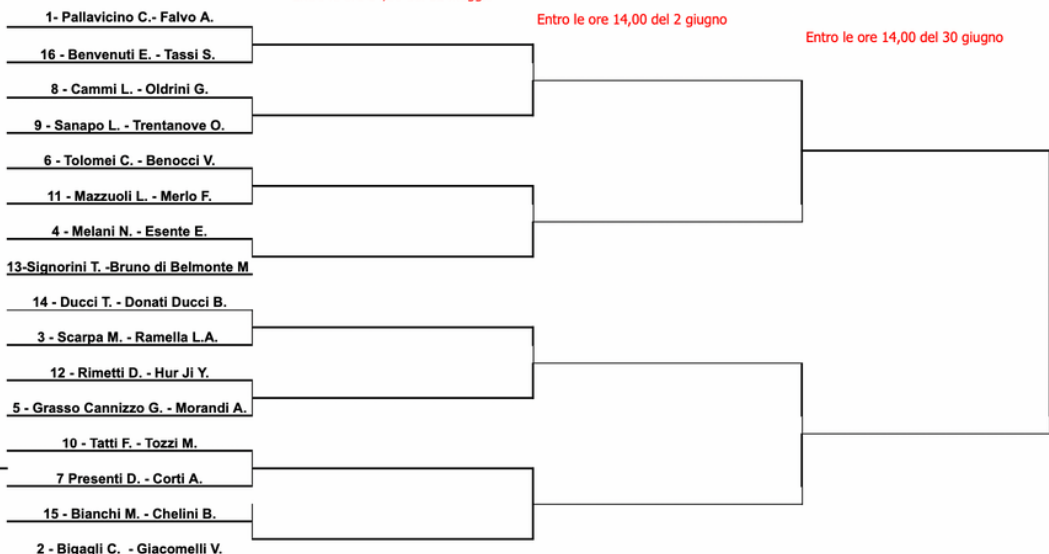 Entro le ore 14,00 del 2 giugno
Entro le ore 14,00 del 30 giugno
1- Pallavicino C.- Falvo A.
16 - Benvenuti E. - Tassi S.
8 - Cammi L. - Oldrini G.
9 - Sanapo L. - Trentanove O.
6 - Tolomei C. - Benocci V.
11 - Mazzuoli L. - Merlo F.
4 - Melani N. - Esente E.
13-Signorini T. -Bruno di Belmonte M
14 - Ducci T. - Donati Ducci B.
3 - Scarpa M. - Ramella L.A.
12 - Rimetti D. - Hur Ji Y.
5 - Grasso Cannizzo G. - Morandi A.
10 - Tatti F. - Tozzi M.
7 Presenti D. - Corti A.
15 - Bianchi M. - Chelini B.
2 - Bigagli C. - Giacomelli V.